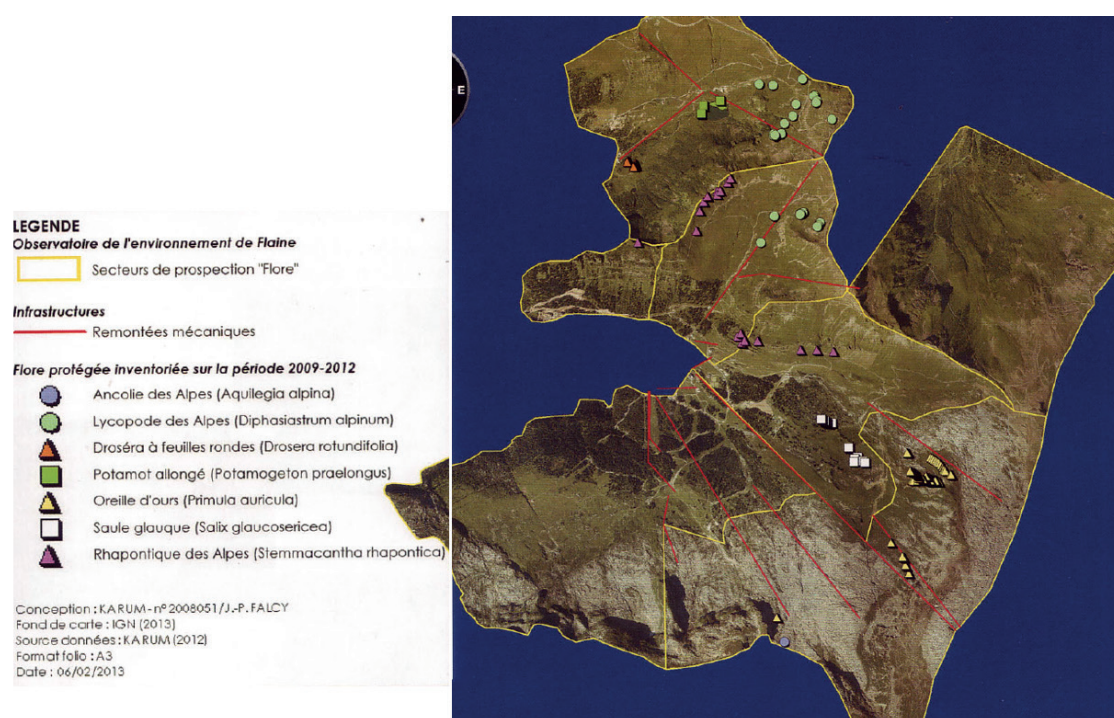 E
LEGENDE
Observatoire de l'environnement de Flaine
Secteurs de prospection "Flore"
Infrastructures
Remontées mécaniques
Flore protégée inventoriée sur la période 2009-2012
Ancolie des Alpes (Aquilegia alpina)
Lycopode des Alpes (Diphasiastrum alpinum)
Droséra à feuilles rondes (Drosera rotundifolia)
Potamot allongé (Potamogeton praelongus)
Oreille d'ours (Primula auricula)
Saule glauque (Salix glaucosericea)
Rhapontique des Alpes (Stemmacantha rhapontica)
Conception : KARUM - n° 2008051/J.-P. FALCY
Fond de carte : IGN (2013)
Source données : KARUM (2012)
Format folio : A3
Date : 06/02/2013